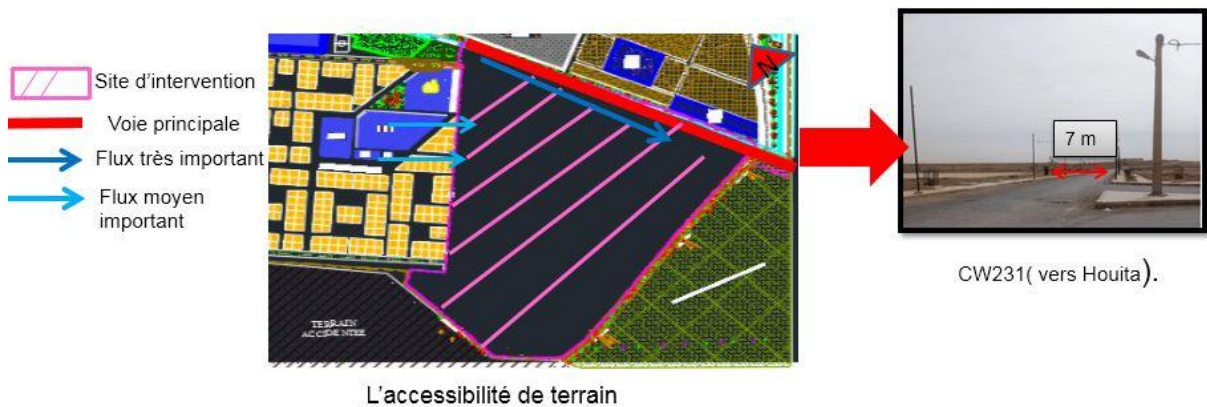 Site d'intervention
Voie principale
Flux très important
Flux moyen
important
N
TERRAIN
ACCIDENTEE
7 m
CW231( vers Houita).
L'accessibilité de terrain